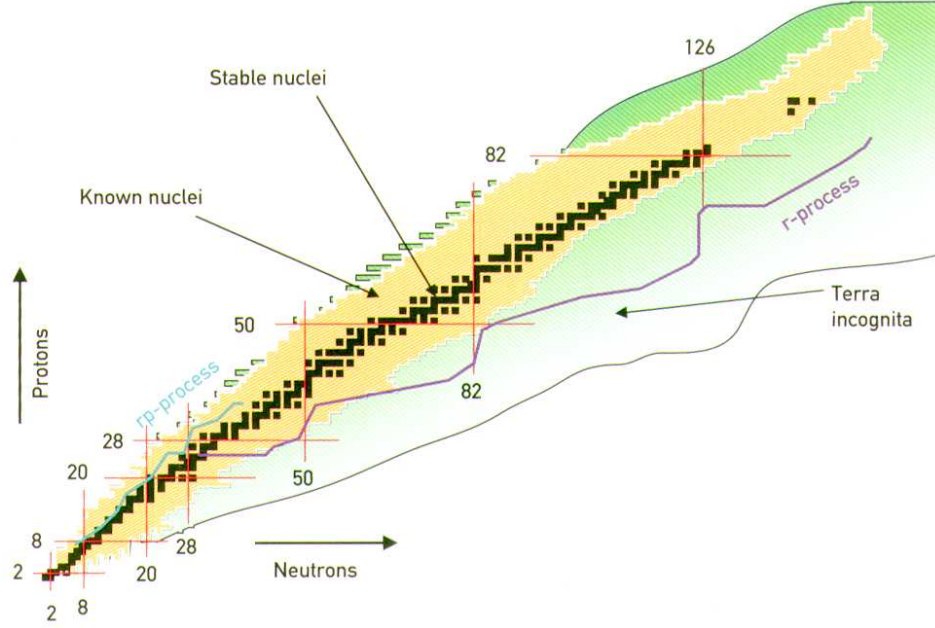 126
Stable nuclei
82
Known nuclei
r-process
50
Terra
incognita
Protons
82
rp-process
28
20
50
8
28
Neutrons
2
20
2
8